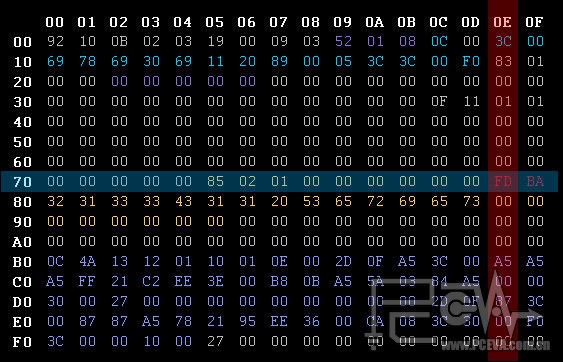 00 01 02 03 04 05 06 07 08 09 0A 0B 0C 0D 0E 0F
00 92 10 0B 02 03 19 00 09 03 52 01 08 0C 00 3C 00
10 69 78 69 30 69 11 20 89 00 05 3C 3C 00 F0 83 01
20 00 00 00 00 00 00 00 00 00 00 00 00 00 00 00 00
30 00 00 00 00 00 00 00 00 00 00 00 00 0F 11 01 01
40 00 00 00 00 00 00 00 00 00 00 00 00 00 00 00 00
50 00 00 00 00 00 00 00 00 00 00 00 00 00 00 00 00
60 00 00 00 00 00 00 00 00 00 00 00 00 00 00 00 00
70 00 00 00 00 00 85 02 01 00 00 00 00 00 00 FD BA
80 32 31 33 33 43 31 31 20 53 65 72 69 65 73 00 00
90 00 00 00 00 00 00 00 00 00 00 00 00 00 00 00 00
A0 00 00 00 00 00 00 00 00 00 00 00 00 00 00 00 00
B0 0C 4A 13 12 01 10 01 0E 00 2D 0F A5 3C 00 A5 A5
C0 A5 FF 21 C2 EE 3E 00 B8 0B A5 5A 03 84 A5 00 00
D0 30 00 27 00 00 00 00 00 00 00 00 00 2D 0E 87 3C
E0 00 87 87 A5 78 21 95 EE 36 00 CA 08 3C 30 00 F0
F0 3C 00 00 10 00 27 00 00 00 00 00 00 00 00 00 00
PCEVA
WWW.PCEVA.COM.CN